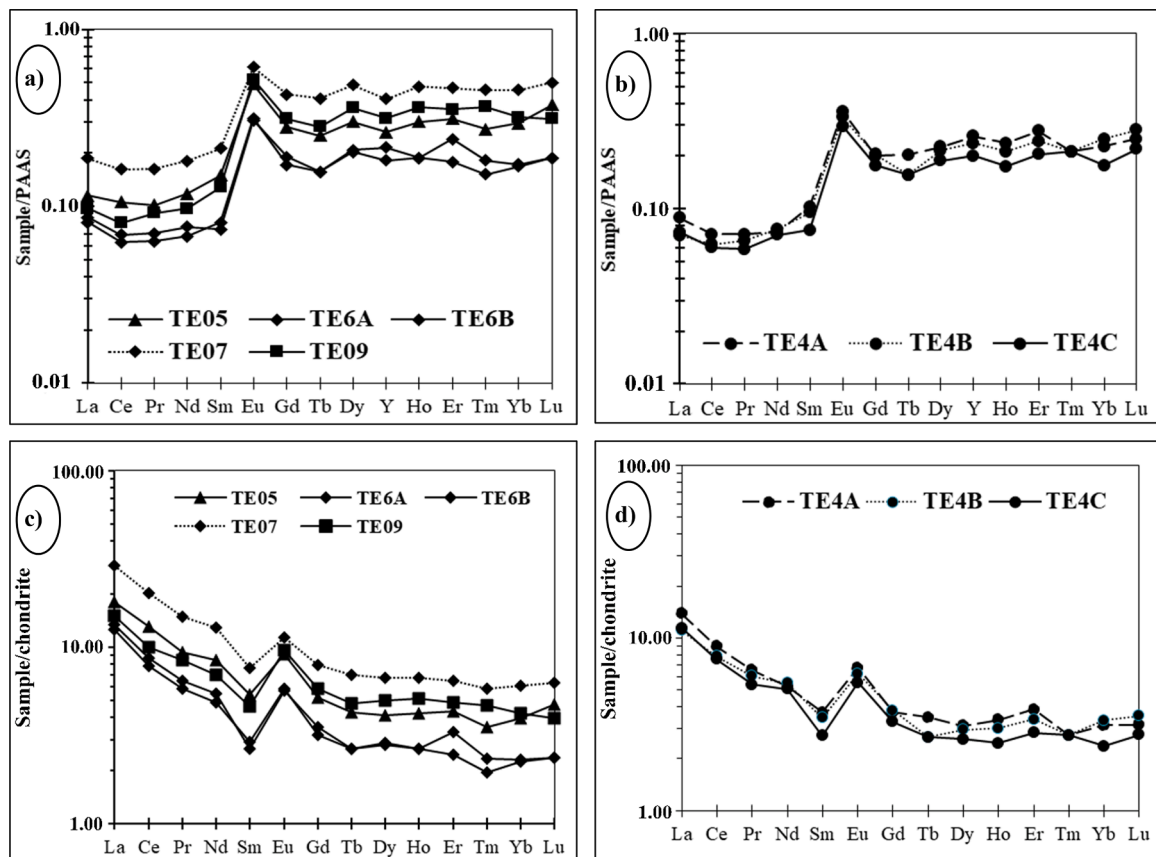 a)
1.00
0.10
0.01
Sample/PAAS
TE05 TE6A TE6B
TE07 TE09
La Ce Pr Nd Sm Eu Gd Tb Dy Y Ho Er Tm Yb Lu
b)
1.00
0.10
0.01
Sample/PAAS
TE4A TE4B TE4C
La Ce Pr Nd Sm Eu Gd Tb Dy Y Ho Er Tm Yb Lu
c)
100.00
10.00
1.00
Sample/chondrite
TE05 TE6A TE6B
TE07 TE09
La Ce Pr Nd Sm Eu Gd Tb Dy Ho Er Tm Yb Lu
d)
100.00
10.00
1.00
Sample/chondrite
TE4A TE4B TE4C
La Ce Pr Nd Sm Eu Gd Tb Dy Ho Er Tm Yb Lu